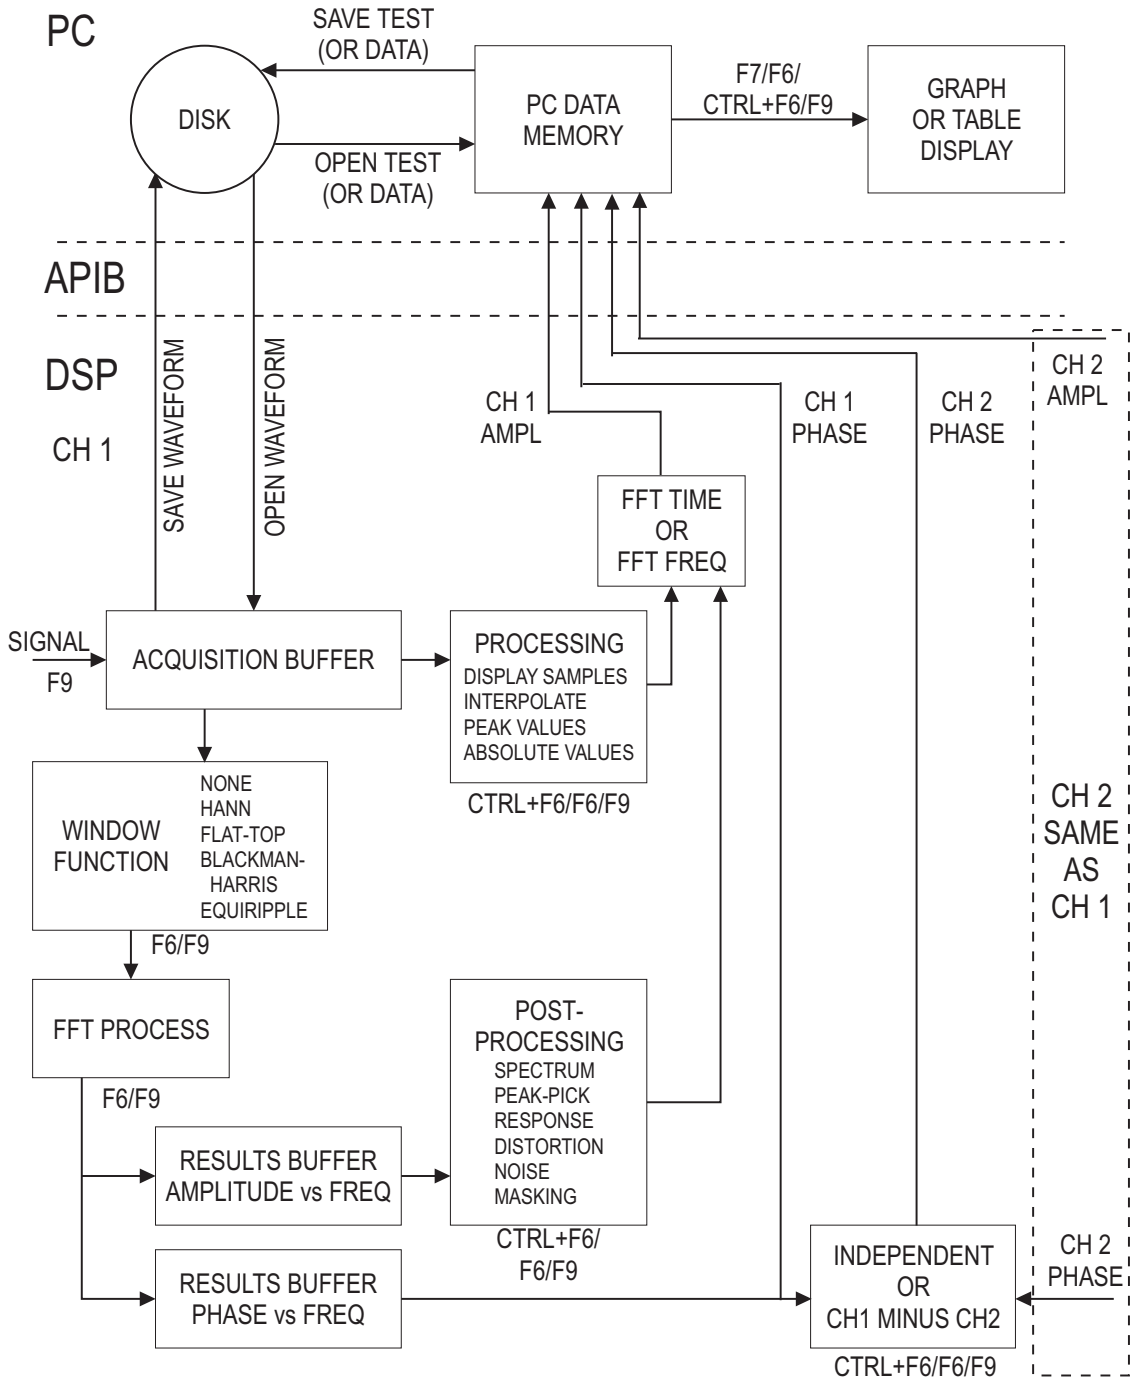 PC
SAVE TEST
(OR DATA)
DISK
OPEN TEST
(OR DATA)
PC DATA
MEMORY
F7/F6/
CTRL+F6/F9
GRAPH
OR TABLE
DISPLAY
APIB
DSP
CH 1
SAVE WAVEFORM
OPEN WAVEFORM
CH 1
AMPL
CH 1
PHASE
CH 2
PHASE
CH 2
AMPL
FFT TIME
OR
FFT FREQ
SIGNAL
F9
ACQUISITION BUFFER
PROCESSING
DISPLAY SAMPLES
INTERPOLATE
PEAK VALUES
ABSOLUTE VALUES
CTRL+F6/F6/F9
WINDOW
FUNCTION
NONE
HANN
FLAT-TOP
BLACKMAN-
HARRIS
EQUIRIPPLE
F6/F9
CH 2
SAME
AS
CH 1
FFT PROCESS
F6/F9
POST-
PROCESSING
SPECTRUM
PEAK-PICK
RESPONSE
DISTORTION
NOISE
MASKING
CTRL+F6/
F6/F9
RESULTS BUFFER
AMPLITUDE vs FREQ
RESULTS BUFFER
PHASE vs FREQ
INDEPENDENT
OR
CH1 MINUS CH2
CTRL+F6/F6/F9
CH 2
PHASE